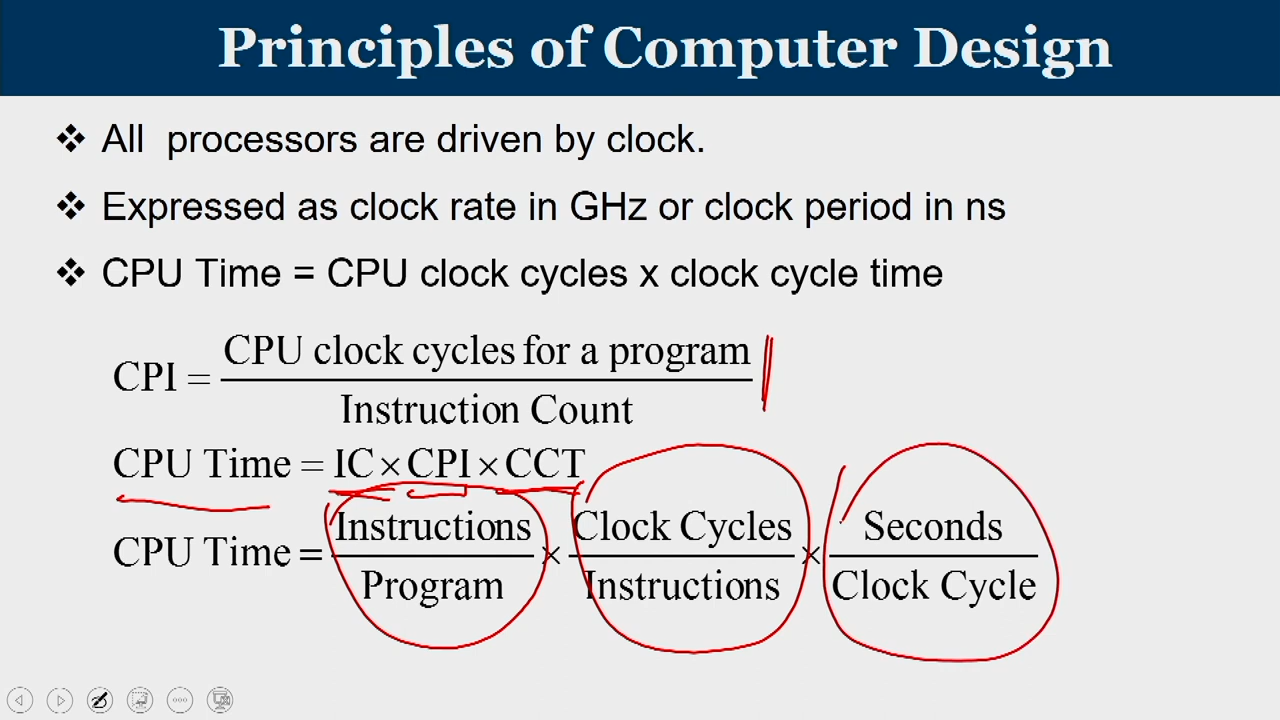 Principles of Computer Design
❖ All processors are driven by clock.
❖ Expressed as clock rate in GHz or clock period in ns
❖ CPU Time = CPU clock cycles x clock cycle time
CPI = CPU clock cycles for a program / Instruction Count
CPU Time = IC × CPI × CCT
CPU Time = Instructions / Program × Clock Cycles / Instructions × Seconds / Clock Cycle